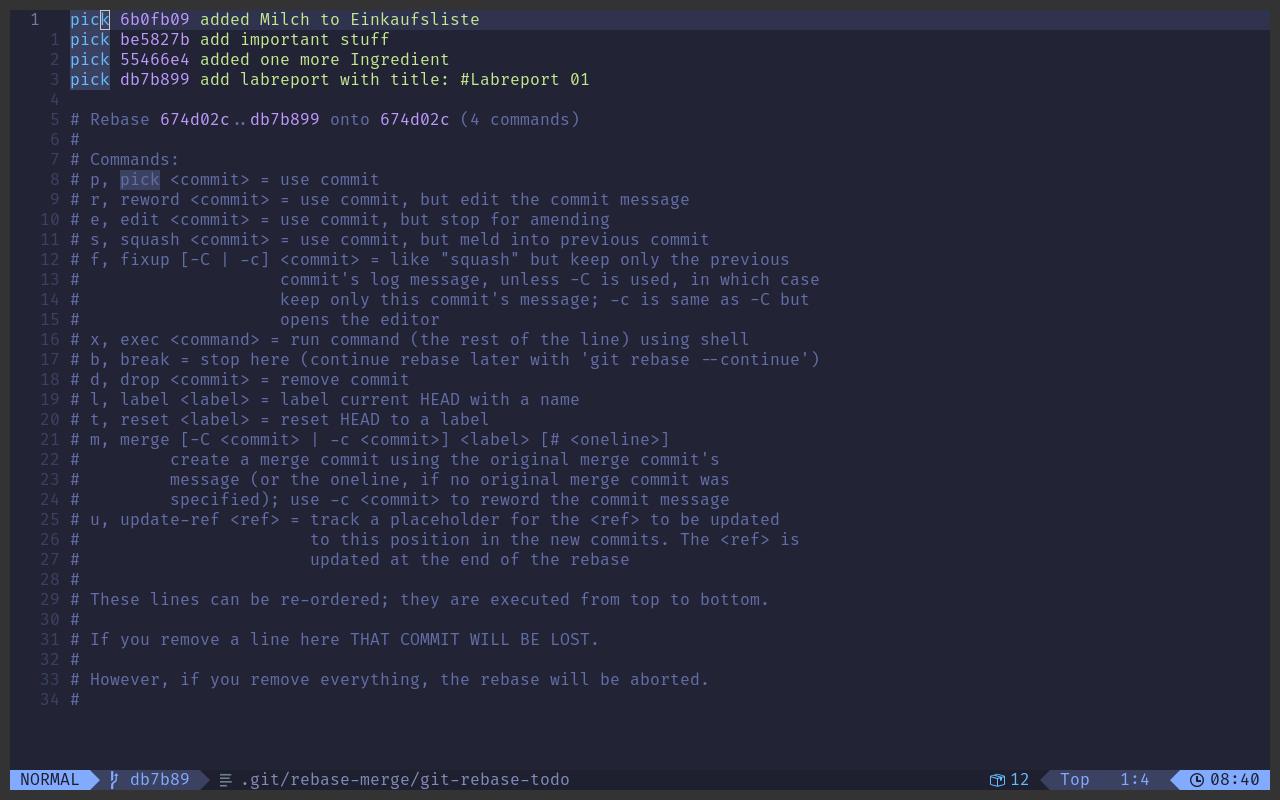 1 pick 6b0fb09 added Milch to Einkaufsliste
1 pick be5827b add important stuff
2 pick 55466e4 added one more Ingredient
3 pick db7b899 add labreport with title: #Labreport 01
4
5 # Rebase 674d02c..db7b899 onto 674d02c (4 commands)
6 #
7 # Commands:
8 # p, pick <commit> = use commit
9 # r, reword <commit> = use commit, but edit the commit message
10 # e, edit <commit> = use commit, but stop for amending
11 # s, squash <commit> = use commit, but meld into previous commit
12 # f, fixup [-C | -c] <commit> = like "squash" but keep only the previous
13 #                    commit's log message, unless -C is used, in which case
14 #                    keep only this commit's message; -c is same as -C but
15 #                    opens the editor
16 # x, exec <command> = run command (the rest of the line) using shell
17 # b, break = stop here (continue rebase later with 'git rebase --continue')
18 # d, drop <commit> = remove commit
19 # l, label <label> = label current HEAD with a name
20 # t, reset <label> = reset HEAD to a label
21 # m, merge [-C <commit> | -c <commit>] <label> [# <oneline>]
22 #         create a merge commit using the original merge commit's
23 #         message (or the oneline, if no original merge commit was
24 #         specified); use -c <commit> to reword the commit message
25 # u, update-ref <ref> = track a placeholder for the <ref> to be updated
26 #                       to this position in the new commits. The <ref> is
27 #                       updated at the end of the rebase
28 #
29 # These lines can be re-ordered; they are executed from top to bottom.
30 #
31 # If you remove a line here THAT COMMIT WILL BE LOST.
32 #
33 # However, if you remove everything, the rebase will be aborted.
34 #
NORMAL db7b89 .git/rebase-merge/git-rebase-todo 12 Top 1:4 08:40